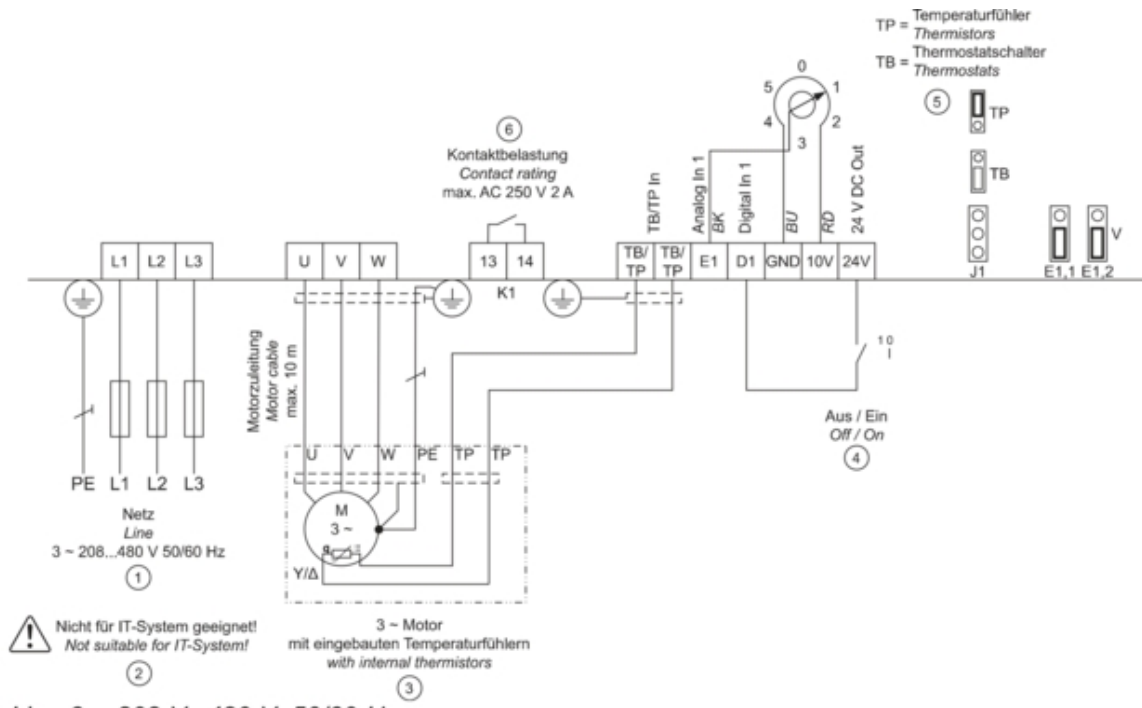 TP = Temperaturfühler
Thermistors
TB = Thermostatschalter
Thermostats
5
TP
TB
J1
E1,1
E1,2
V
0
1
2
3
4
5
6
Kontaktbelastung
Contact rating
max. AC 250 V 2 A
TB/TP In
Analog In 1
BK
Digital In 1
BU
RD
24 V DC Out
L1 L2 L3
U V W
13 14
TB/TP TB/TP E1 D1 GND 10V 24V
K1
Motorzuleitung
Motor cable
max. 10 m
1 0
I
Aus / Ein
Off / On
4
U V W PE TP TP
M
3 ~
Y/Δ
PE L1 L2 L3
Netz
Line
3 ~ 208...480 V 50/60 Hz
1
Nicht für IT-System geeignet!
Not suitable for IT-System!
2
3 ~ Motor
mit eingebauten Temperaturfühlern
with internal thermistors
3